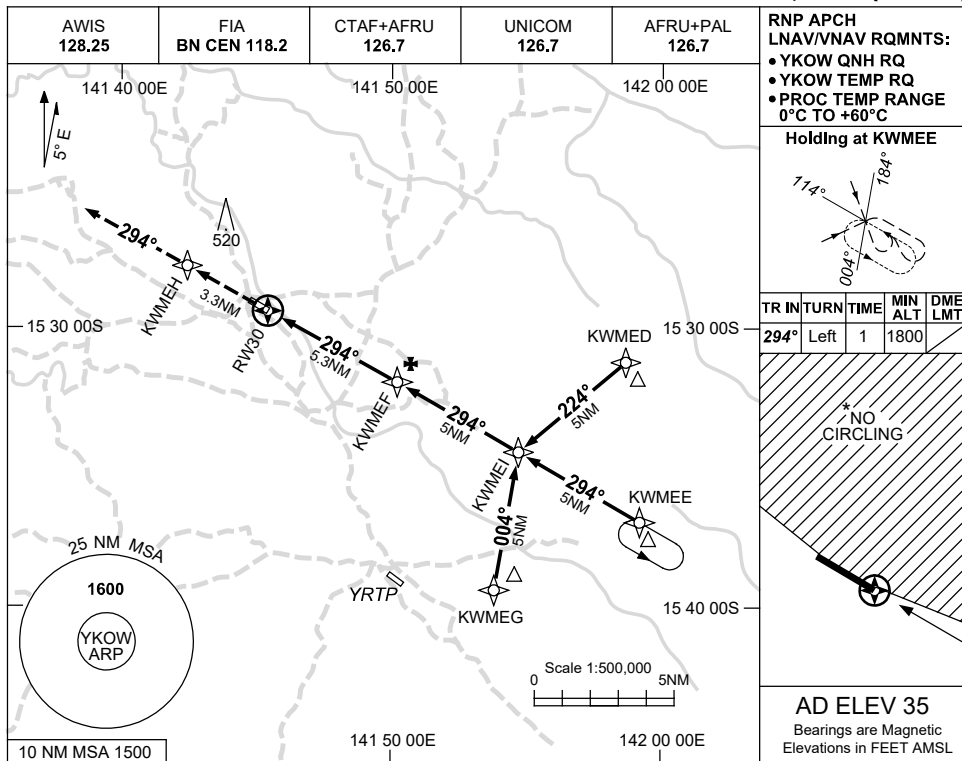 AWIS
128.25
FIA
BN CEN 118.2
CTAF+AFRU
126.7
UNICOM
126.7
AFRU+PAL
126.7
RNP APCH
LNAV/VNAV RQMNTS:
• YKOW QNH RQ
• YKOW TEMP RQ
• PROC TEMP RANGE
0°C TO +60°C
141 40 00E
141 50 00E
142 00 00E
5° E
Holding at KWMEE
114°
184°
004°
TR IN TURN TIME MIN ALT DME LMT
294° Left 1 1800
294°
520
KWMEH
3.3NM
RW30
15 30 00S
15 30 00S
294°
5.3NM
KWMEF
KWMED
224°
5NM
294°
5NM
KWMEI
294°
5NM
KWMEE
004°
5NM
KWMEG
YRTP
15 40 00S
*NO
CIRCLING
25 NM MSA
1600
YKOW
ARP
10 NM MSA 1500
Scale 1:500,000
0 5NM
141 50 00E
142 00 00E
AD ELEV 35
Bearings are Magnetic
Elevations in FEET AMSL